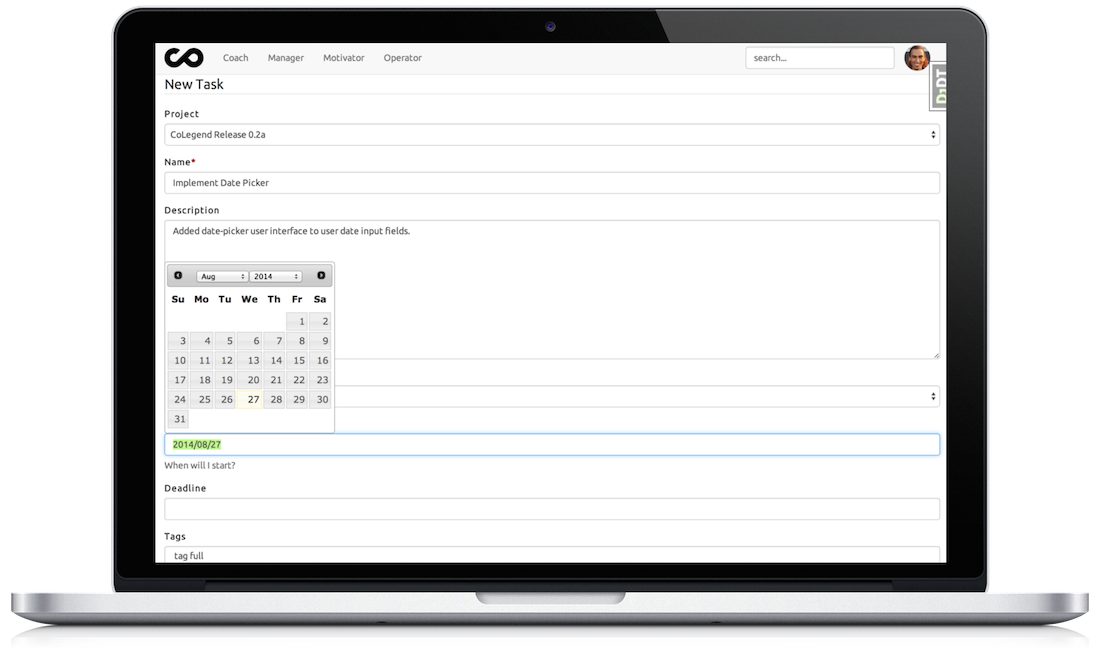 Coach Manager Motivator Operator search...
DjDT
New Task
Project
CoLegend Release 0.2a
Name*
Implement Date Picker
Description
Added date-picker user interface to user date input fields.
Aug 2014
Su Mo Tu We Th Fr Sa
1 2
3 4 5 6 7 8 9
10 11 12 13 14 15 16
17 18 19 20 21 22 23
24 25 26 27 28 29 30
31
2014/08/27
When will I start?
Deadline
Tags
tag full